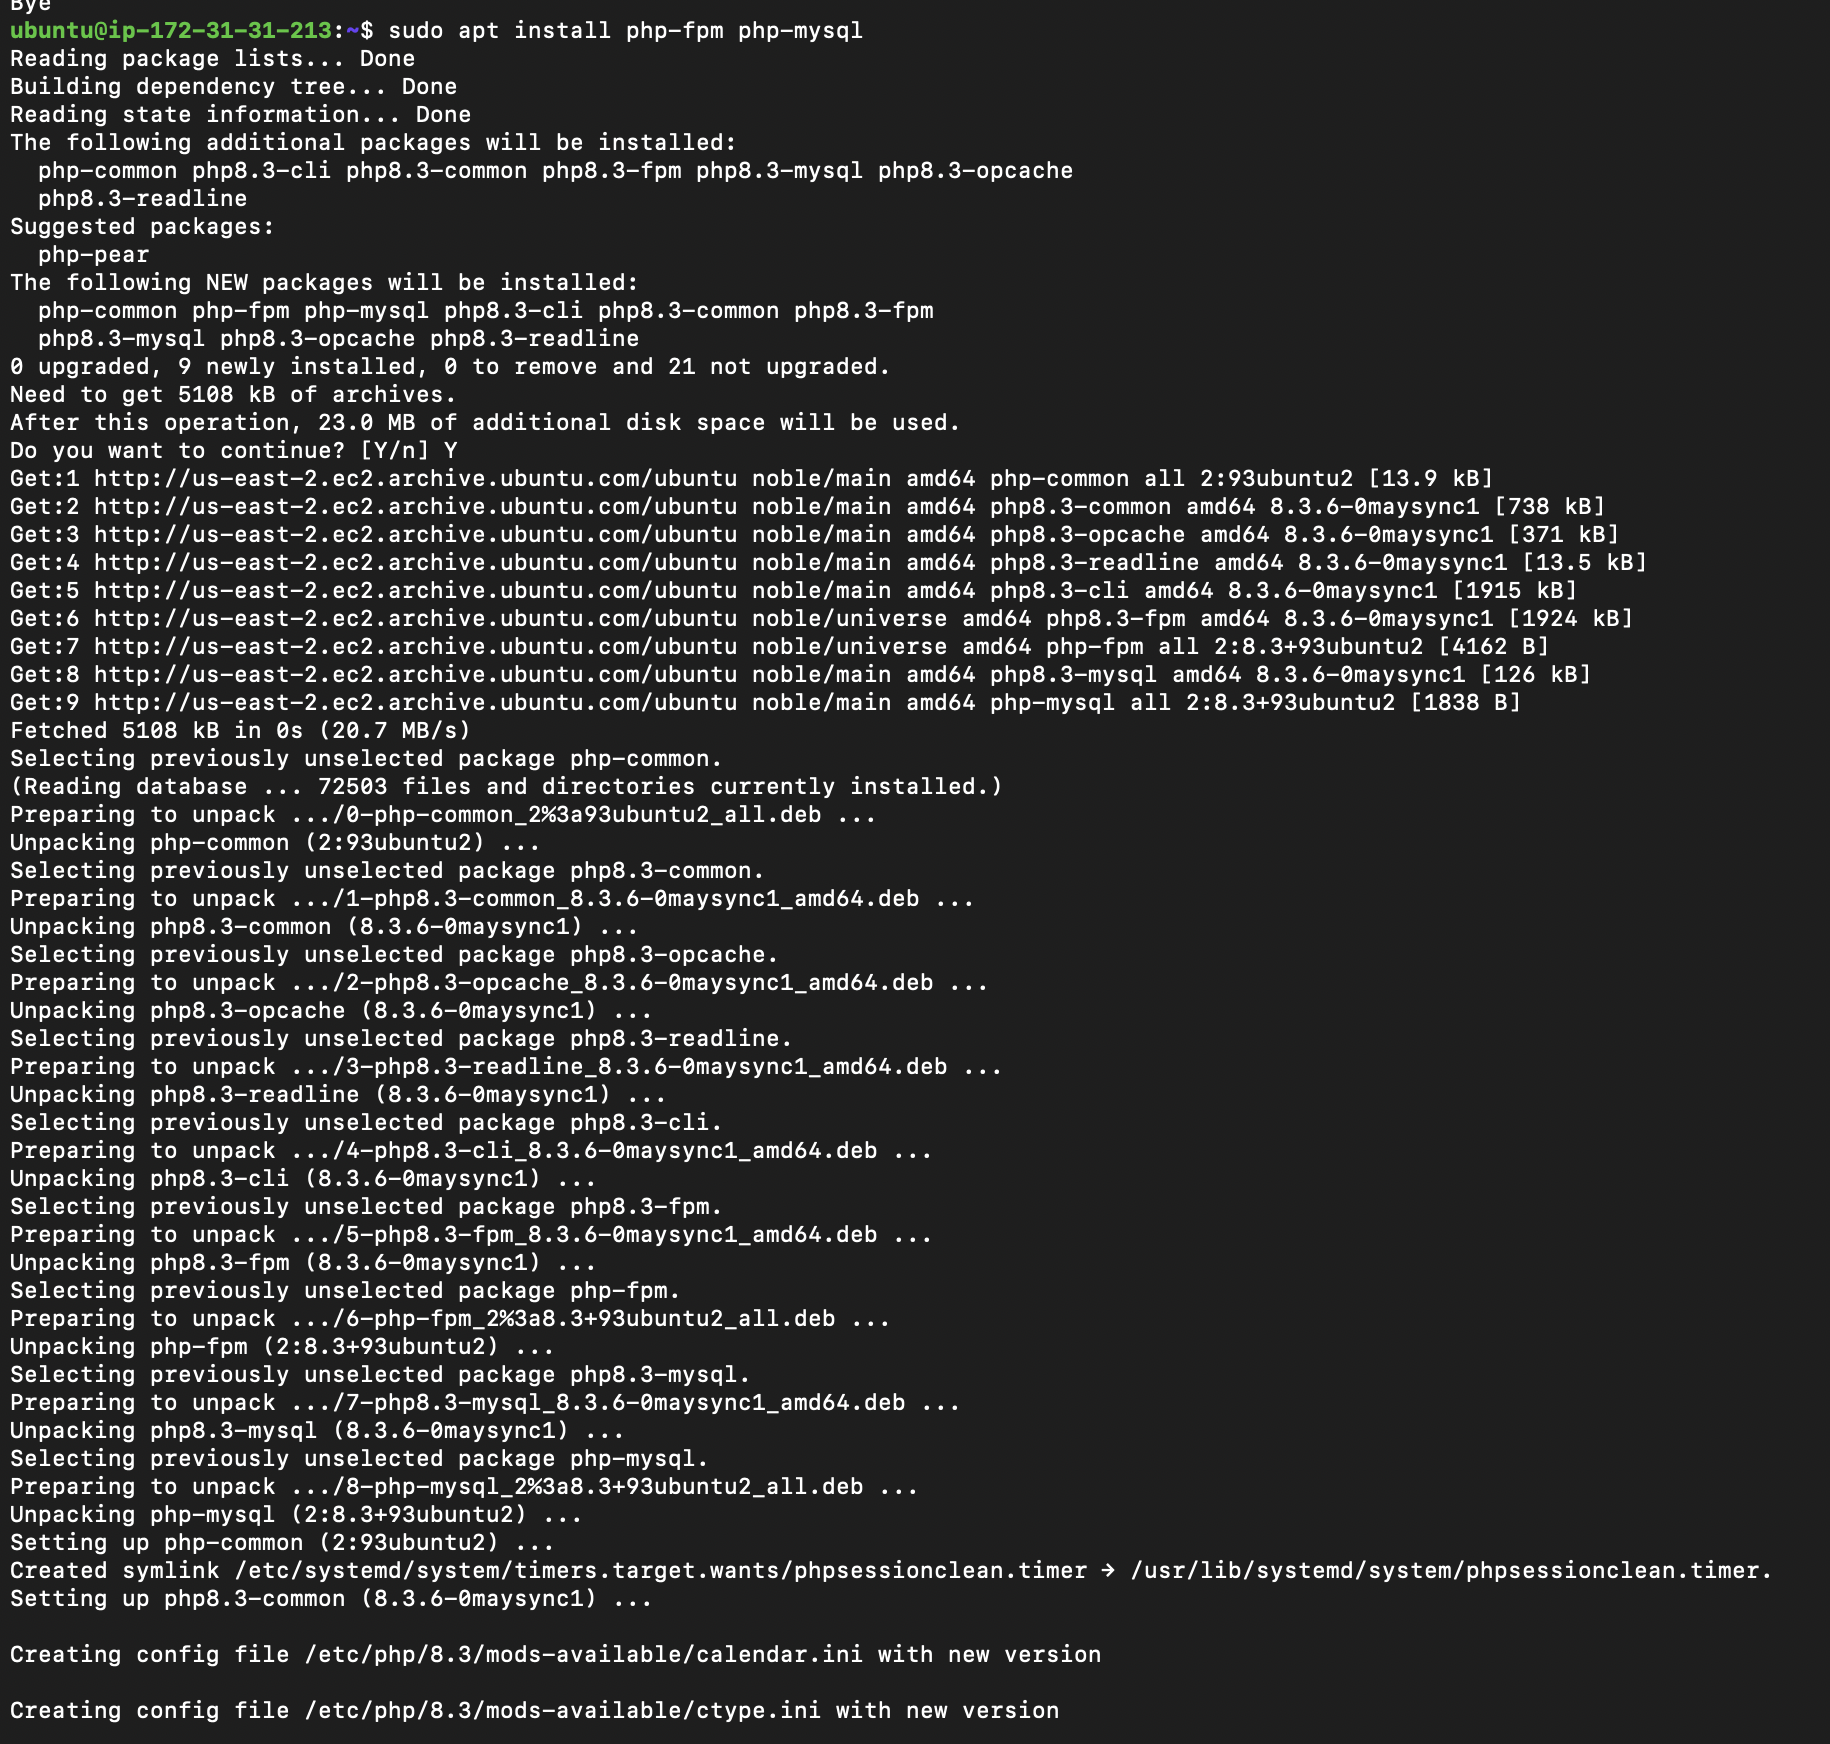 Bye
ubuntu@ip-172-31-31-213:~$ sudo apt install php-fpm php-mysql
Reading package lists... Done
Building dependency tree... Done
Reading state information... Done
The following additional packages will be installed:
  php-common php8.3-cli php8.3-common php8.3-fpm php8.3-mysql php8.3-opcache
  php8.3-readline
Suggested packages:
  php-pear
The following NEW packages will be installed:
  php-common php-fpm php-mysql php8.3-cli php8.3-common php8.3-fpm
  php8.3-mysql php8.3-opcache php8.3-readline
0 upgraded, 9 newly installed, 0 to remove and 21 not upgraded.
Need to get 5108 kB of archives.
After this operation, 23.0 MB of additional disk space will be used.
Do you want to continue? [Y/n] Y
Get:1 http://us-east-2.ec2.archive.ubuntu.com/ubuntu noble/main amd64 php-common all 2:93ubuntu2 [13.9 kB]
Get:2 http://us-east-2.ec2.archive.ubuntu.com/ubuntu noble/main amd64 php8.3-common amd64 8.3.6-0maysync1 [738 kB]
Get:3 http://us-east-2.ec2.archive.ubuntu.com/ubuntu noble/main amd64 php8.3-opcache amd64 8.3.6-0maysync1 [371 kB]
Get:4 http://us-east-2.ec2.archive.ubuntu.com/ubuntu noble/main amd64 php8.3-readline amd64 8.3.6-0maysync1 [13.5 kB]
Get:5 http://us-east-2.ec2.archive.ubuntu.com/ubuntu noble/main amd64 php8.3-cli amd64 8.3.6-0maysync1 [1915 kB]
Get:6 http://us-east-2.ec2.archive.ubuntu.com/ubuntu noble/universe amd64 php8.3-fpm amd64 8.3.6-0maysync1 [1924 kB]
Get:7 http://us-east-2.ec2.archive.ubuntu.com/ubuntu noble/universe amd64 php-fpm all 2:8.3+93ubuntu2 [4162 B]
Get:8 http://us-east-2.ec2.archive.ubuntu.com/ubuntu noble/main amd64 php8.3-mysql amd64 8.3.6-0maysync1 [126 kB]
Get:9 http://us-east-2.ec2.archive.ubuntu.com/ubuntu noble/main amd64 php-mysql all 2:8.3+93ubuntu2 [1838 B]
Fetched 5108 kB in 0s (20.7 MB/s)
Selecting previously unselected package php-common.
(Reading database ... 72503 files and directories currently installed.)
Preparing to unpack .../0-php-common_2%3a93ubuntu2_all.deb ...
Unpacking php-common (2:93ubuntu2) ...
Selecting previously unselected package php8.3-common.
Preparing to unpack .../1-php8.3-common_8.3.6-0maysync1_amd64.deb ...
Unpacking php8.3-common (8.3.6-0maysync1) ...
Selecting previously unselected package php8.3-opcache.
Preparing to unpack .../2-php8.3-opcache_8.3.6-0maysync1_amd64.deb ...
Unpacking php8.3-opcache (8.3.6-0maysync1) ...
Selecting previously unselected package php8.3-readline.
Preparing to unpack .../3-php8.3-readline_8.3.6-0maysync1_amd64.deb ...
Unpacking php8.3-readline (8.3.6-0maysync1) ...
Selecting previously unselected package php8.3-cli.
Preparing to unpack .../4-php8.3-cli_8.3.6-0maysync1_amd64.deb ...
Unpacking php8.3-cli (8.3.6-0maysync1) ...
Selecting previously unselected package php8.3-fpm.
Preparing to unpack .../5-php8.3-fpm_8.3.6-0maysync1_amd64.deb ...
Unpacking php8.3-fpm (8.3.6-0maysync1) ...
Selecting previously unselected package php-fpm.
Preparing to unpack .../6-php-fpm_2%3a8.3+93ubuntu2_all.deb ...
Unpacking php-fpm (2:8.3+93ubuntu2) ...
Selecting previously unselected package php8.3-mysql.
Preparing to unpack .../7-php8.3-mysql_8.3.6-0maysync1_amd64.deb ...
Unpacking php8.3-mysql (8.3.6-0maysync1) ...
Selecting previously unselected package php-mysql.
Preparing to unpack .../8-php-mysql_2%3a8.3+93ubuntu2_all.deb ...
Unpacking php-mysql (2:8.3+93ubuntu2) ...
Setting up php-common (2:93ubuntu2) ...
Created symlink /etc/systemd/system/timers.target.wants/phpsessionclean.timer → /usr/lib/systemd/system/phpsessionclean.timer.
Setting up php8.3-common (8.3.6-0maysync1) ...
Creating config file /etc/php/8.3/mods-available/calendar.ini with new version
Creating config file /etc/php/8.3/mods-available/ctype.ini with new version